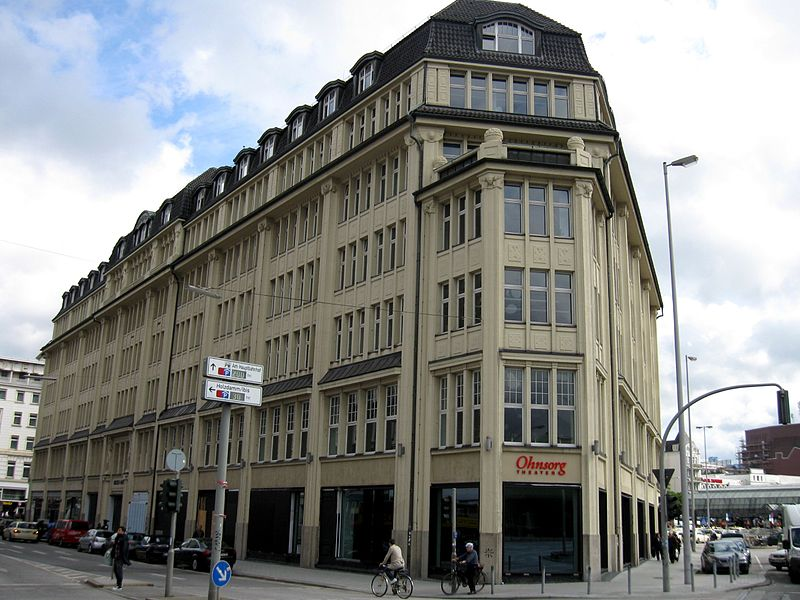 P Am Hauptbahnhof
P Holzdamm/Ibis
Ohnsorg
THEATER